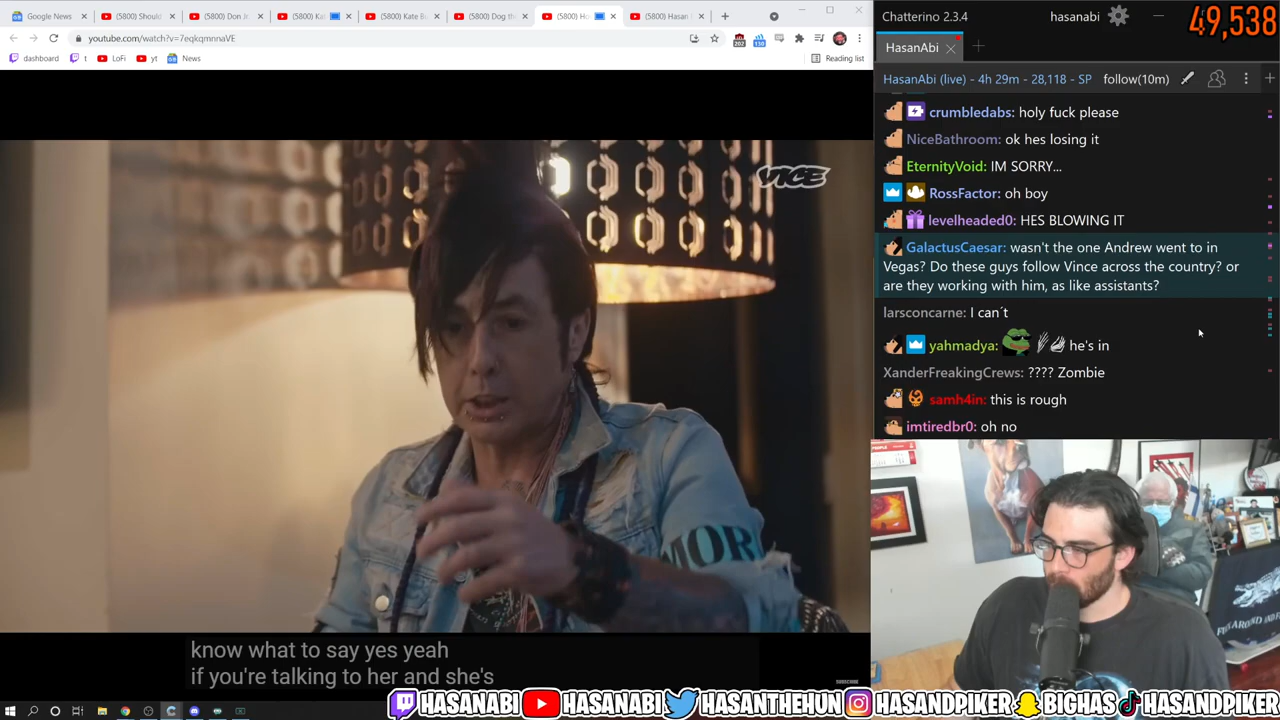 Google News
(5800) Should
(5800) Don J
(5800) Ka
(5800) Kate B
(5800) Dog th
(5800) Ho
(5800) Hasan
Chatterino 2.3.4
hasanabi
49,538
youtube.com/watch?v=7eqkqmnnaVE
202
130
HasanAbi
dashboard
t
LoFi
yt
News
Reading list
HasanAbi (live) - 4h 29m - 28,118 - SP
follow(10m)
crumbledabs: holy fuck please
NiceBathroom: ok hes losing it
EternityVoid: IM SORRY...
RossFactor: oh boy
levelheaded0: HES BLOWING IT
GalactusCaesar: wasn't the one Andrew went to in
Vegas? Do these guys follow Vince across the country? or
are they working with him, as like assistants?
larsconcarne: I can´t
yahmadya: he's in
XanderFreakingCrews: ???? Zombie
samh4in: this is rough
imtiredbr0: oh no
VICE
MOR
know what to say yes yeah
if you're talking to her and she's
SUBSCRIBE
HASANABI
HASANABI
HASANTHEHUN
HASANDPIKER
BIGHAS
HASANDPIKER